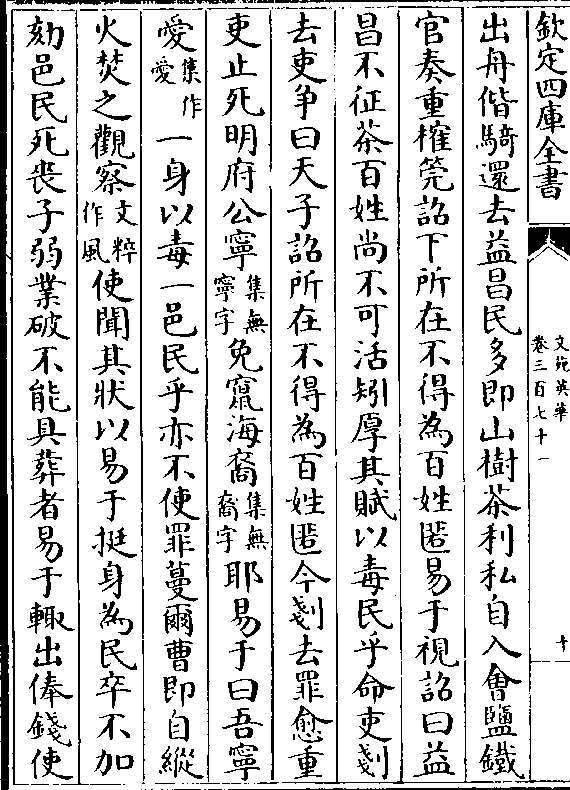 欽定四庫全書
文苑英華
卷三百七十一
十
出舟偕騎還去益昌民多即山樹茶利私自入會鹽鐵
官奏重榷筦詔下所在不得為百姓匿易于視詔曰益
昌不征茶百姓尚不可活矧厚其賦以毒民乎命吏剗
去吏争曰天子詔所在不得為百姓匿今剗去罪愈重
吏止死明府公寧集無寧字免竄海裔集無裔字耶易于曰吾寧
愛集作愛一身以毒一邑民乎亦不使罪蔓爾曹即自縱
火焚之觀察文粹作風使聞其狀以易于挺身為民卒不加
劾邑民死喪子弱業破不能具葬者易于輙出俸錢使